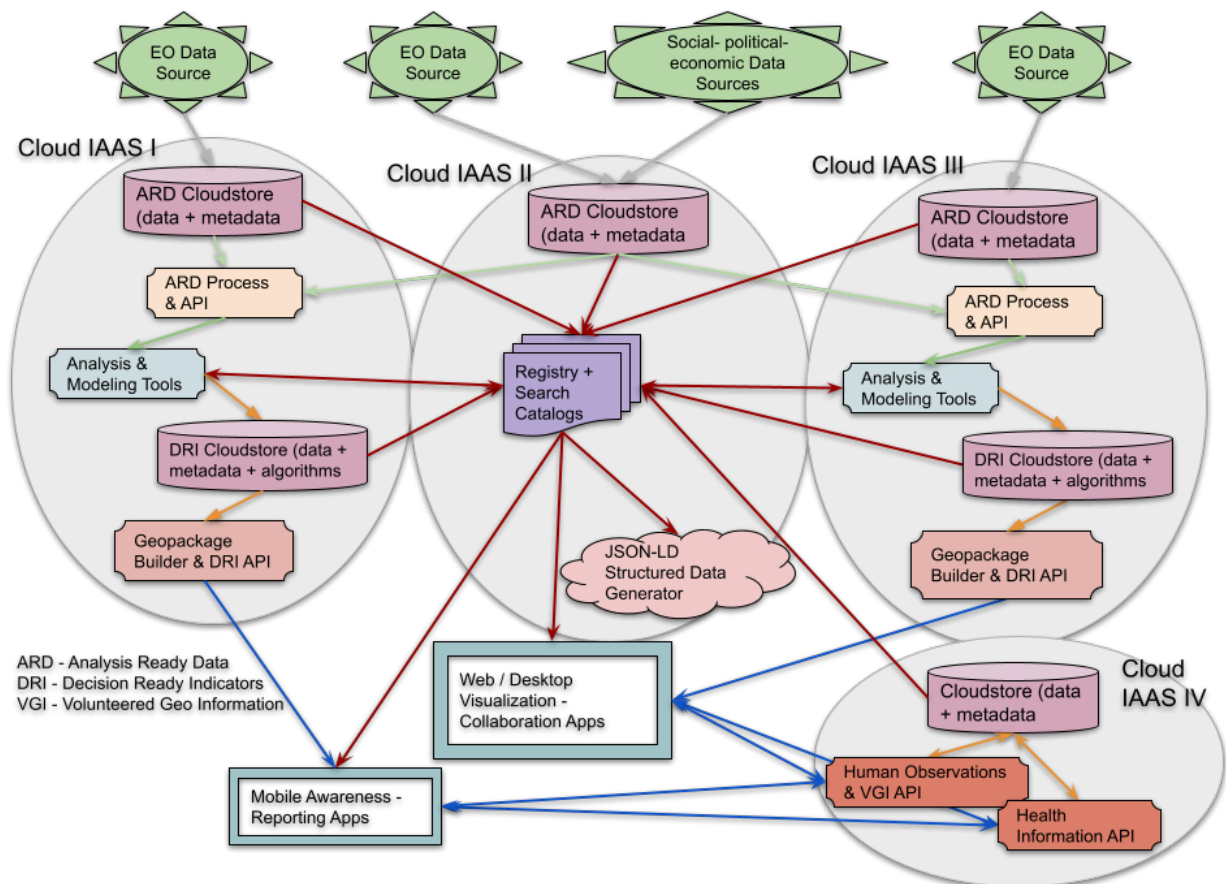 EO Data
Source
EO Data
Source
Social- political-
economic Data
Sources
EO Data
Source
Cloud IAAS I
Cloud IAAS II
Cloud IAAS III
ARD Cloudstore
(data + metadata
ARD Cloudstore
(data + metadata
ARD Cloudstore
(data + metadata
ARD Process
& API
ARD Process
& API
Analysis &
Modeling Tools
Registry +
Search
Catalogs
Analysis &
Modeling Tools
DRI Cloudstore (data +
metadata + algorithms
DRI Cloudstore (data +
metadata + algorithms
Geopackage
Builder & DRI API
JSON-LD
Structured Data
Generator
Geopackage
Builder & DRI API
ARD - Analysis Ready Data
DRI - Decision Ready Indicators
VGI - Volunteered Geo Information
Web / Desktop
Visualization -
Collaboration Apps
Cloud
IAAS IV
Cloudstore (data
+ metadata
Mobile Awareness -
Reporting Apps
Human Observations
& VGI API
Health
Information API